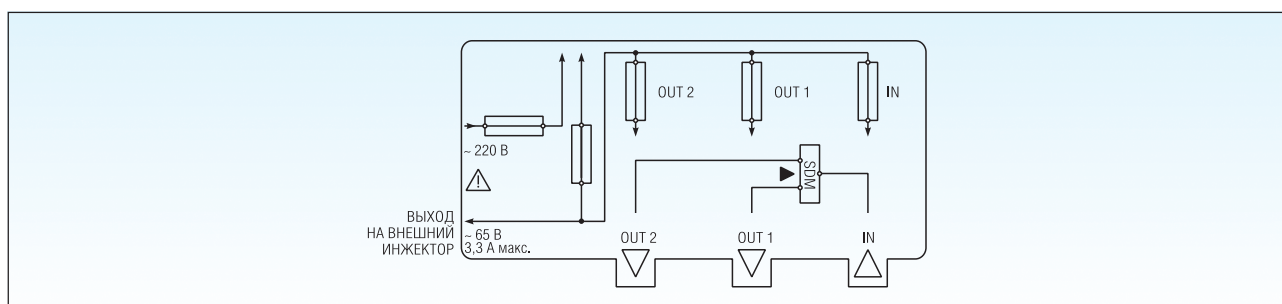 OUT 2
OUT 1
IN
~ 220 В
SDM
ВЫХОД
НА ВНЕШНИЙ
ИНЖЕКТОР
~ 65 В
3,3 А макс.
OUT 2
OUT 1
IN